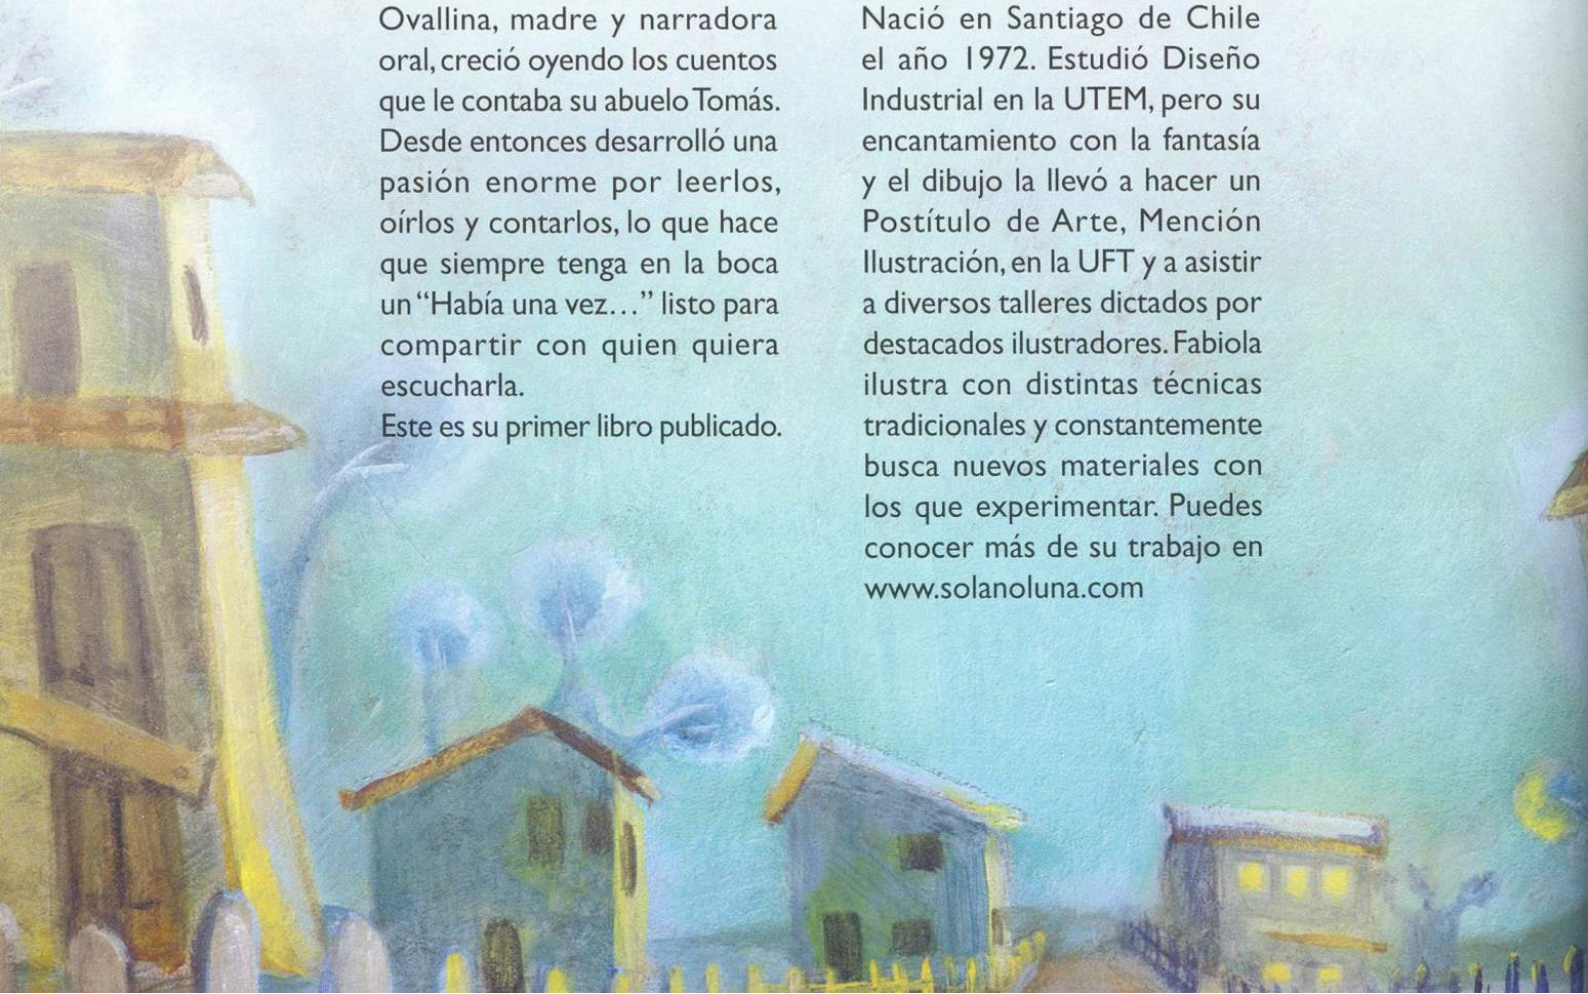 Ovallina, madre y narradora
oral, creció oyendo los cuentos
que le contaba su abuelo Tomás.
Desde entonces desarrolló una
pasión enorme por leerlos,
oírlos y contarlos, lo que hace
que siempre tenga en la boca
un “Había una vez…” listo para
compartir con quien quiera
escucharla.
Este es su primer libro publicado.
Nació en Santiago de Chile
el año 1972. Estudió Diseño
Industrial en la UTEM, pero su
encantamiento con la fantasía
y el dibujo la llevó a hacer un
Postítulo de Arte, Mención
Ilustración, en la UFT y a asistir
a diversos talleres dictados por
destacados ilustradores. Fabiola
ilustra con distintas técnicas
tradicionales y constantemente
busca nuevos materiales con
los que experimentar. Puedes
conocer más de su trabajo en
www.solanoluna.com